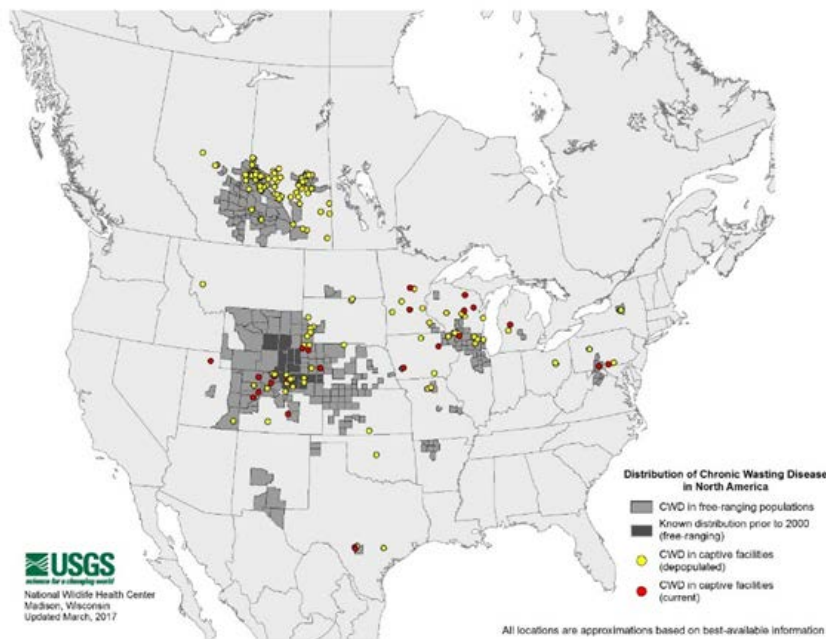 Distribution of Chronic Wasting Disease
in North America
CWD in free-ranging populations
Known distribution prior to 2000
(free-ranging)
CWD in captive facilities
(depopulated)
CWD in captive facilities
(current)
USGS
science for a changing world
National Wildlife Health Center
Madison, Wisconsin
Updated March, 2017
All locations are approximations based on best-available information